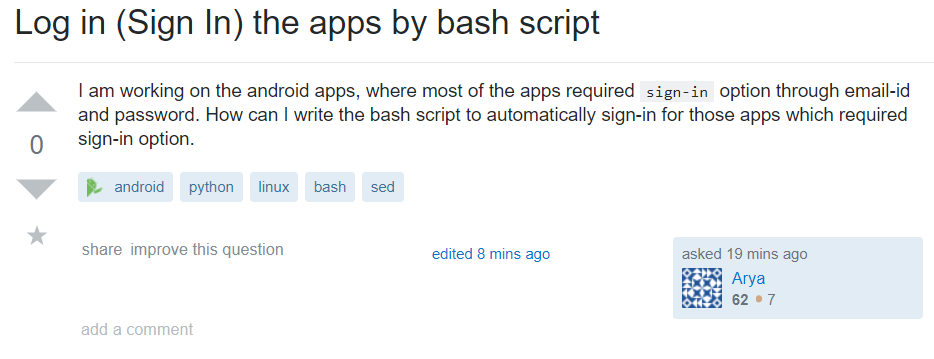 Log in (Sign In) the apps by bash script
I am working on the android apps, where most of the apps required sign-in option through email-id
and password. How can I write the bash script to automatically sign-in for those apps which required
sign-in option.
0
android python linux bash sed
share improve this question
edited 8 mins ago
asked 19 mins ago
Arya
62 7
add a comment